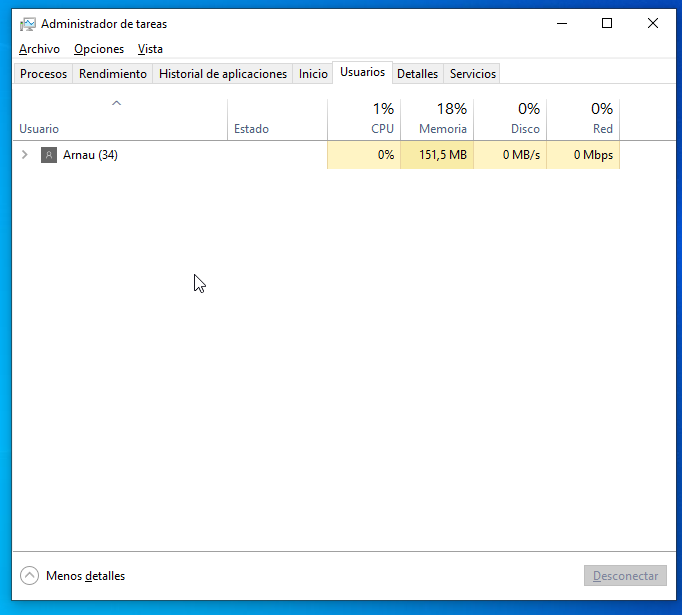 Administrador de tareas
Archivo Opciones Vista
Procesos Rendimiento Historial de aplicaciones Inicio Usuarios Detalles Servicios
1% 18% 0% 0%
Usuario Estado CPU Memoria Disco Red
Arnau (34) 0% 151,5 MB 0 MB/s 0 Mbps
Menos detalles Desconectar